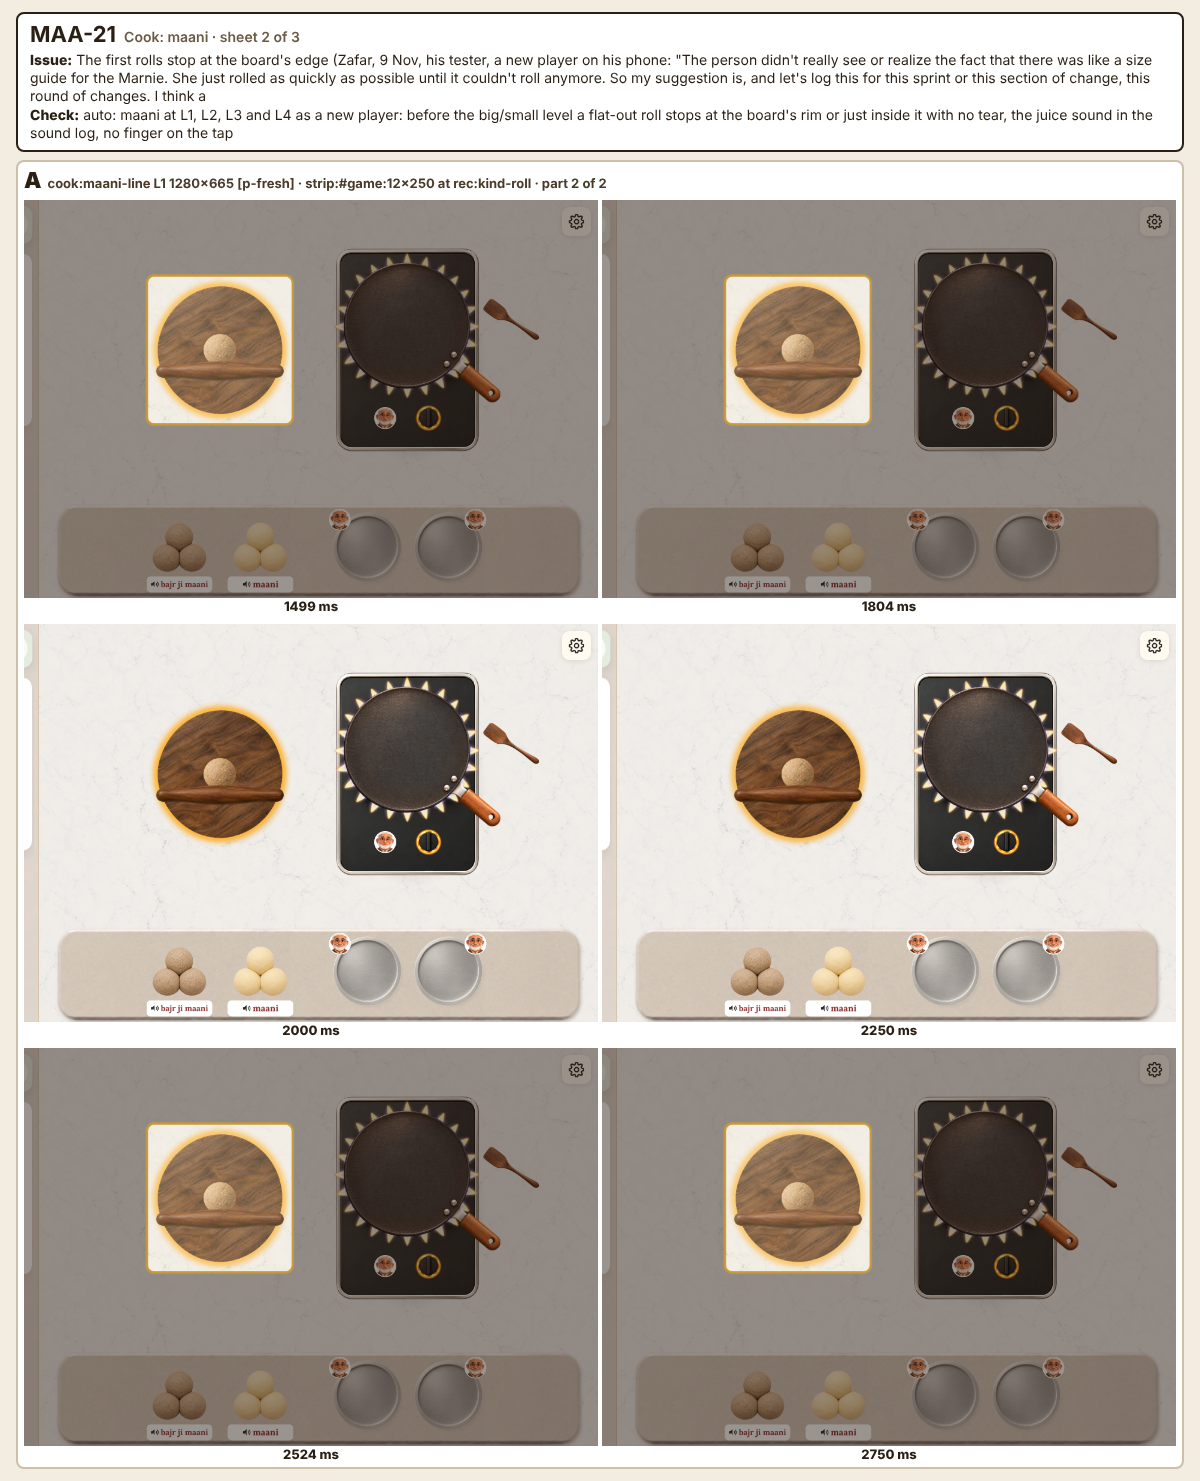 MAA-21 Cook: maani · sheet 2 of 3
Issue: The first rolls stop at the board's edge (Zafar, 9 Nov, his tester, a new player on his phone: "The person didn't really see or realize the fact that there was like a size
guide for the Marnie. She just rolled as quickly as possible until it couldn't roll anymore. So my suggestion is, and let's log this for this sprint or this section of change, this
round of changes. I think a
Check: auto: maani at L1, L2, L3 and L4 as a new player: before the big/small level a flat-out roll stops at the board's rim or just inside it with no tear, the juice sound in the
sound log, no finger on the tap
A cook:maani-line L1 1280×665 [p-fresh] · strip:#game:12×250 at rec:kind-roll · part 2 of 2
bajr ji maani maani bajr ji maani maani
1499 ms 1804 ms
bajr ji maani maani bajr ji maani maani
2000 ms 2250 ms
bajr ji maani maani bajr ji maani maani
2524 ms 2750 ms